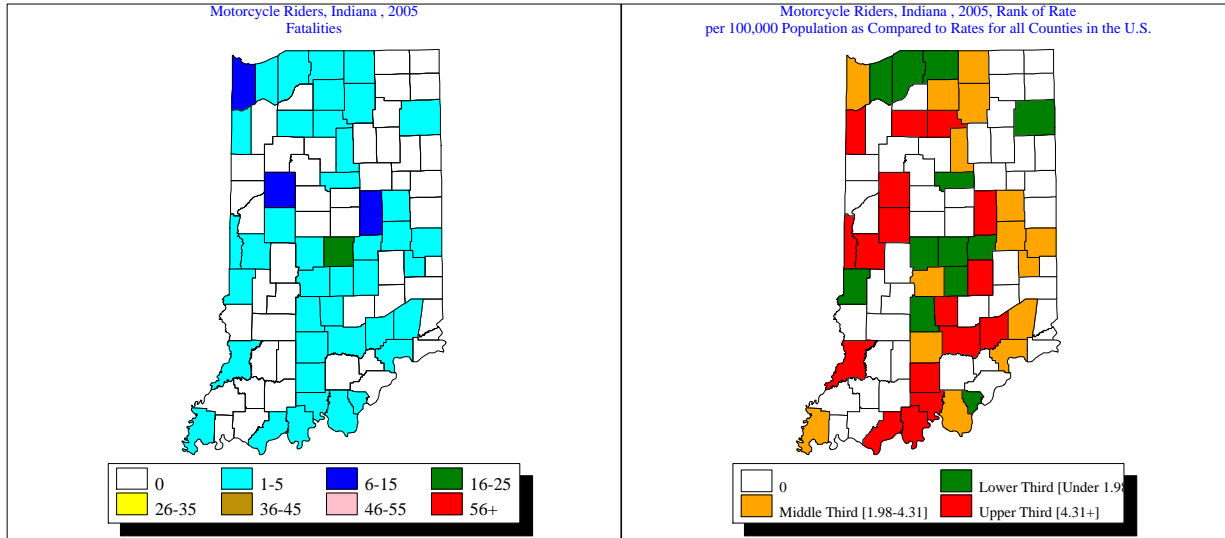 Motorcycle Riders, Indiana , 2005
Fatalities
0
1-5
6-15
16-25
26-35
36-45
46-55
56+
Motorcycle Riders, Indiana , 2005, Rank of Rate
per 100,000 Population as Compared to Rates for all Counties in the U.S.
0
Lower Third [Under 1.98
Middle Third [1.98-4.31]
Upper Third [4.31+]